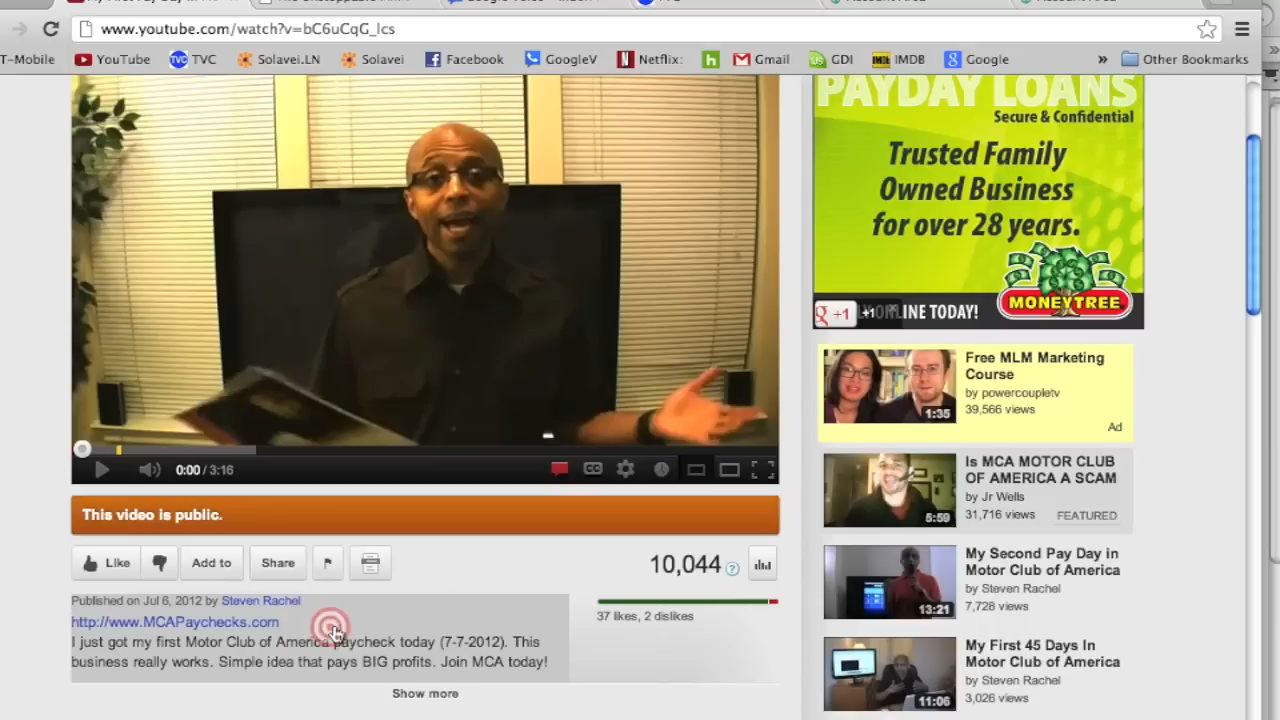 www.youtube.com/watch?v=bC6uCqG_lcs
T-Mobile YouTube TVC Solavei.LN Solavei Facebook GoogleV Netflix: h Gmail GDI IMDB Google » Other Bookmarks
PAYDAY LOANS
Secure & Confidential
Trusted Family
Owned Business
for over 28 years.
MONEYTREE
g +1 +1 LINE TODAY!
0:00 / 3:16 CC
This video is public.
Like Add to Share 10,044
Published on Jul 6, 2012 by Steven Rachel
http://www.MCAPaychecks.com
I just got my first Motor Club of America paycheck today (7-7-2012). This
business really works. Simple idea that pays BIG profits. Join MCA today!
37 likes, 2 dislikes
Show more
Free MLM Marketing
Course
by powercoupletv
39,566 views
1:35
Ad
Is MCA MOTOR CLUB
OF AMERICA A SCAM
by Jr Wells
31,716 views FEATURED
5:59
My Second Pay Day in
Motor Club of America
by Steven Rachel
7,728 views
13:21
My First 45 Days In
Motor Club of America
by Steven Rachel
3,026 views
11:06